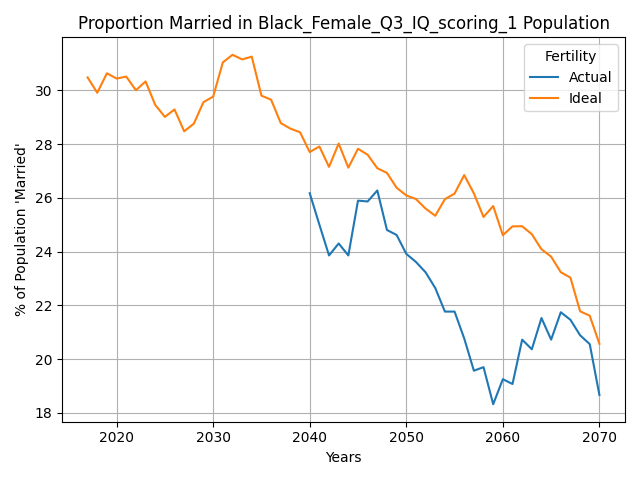 Proportion Married in Black_Female_Q3_IQ_scoring_1 Population
Fertility
Actual
Ideal
% of Population 'Married'
30
28
26
24
22
20
18
2020
2030
2040
2050
2060
2070
Years